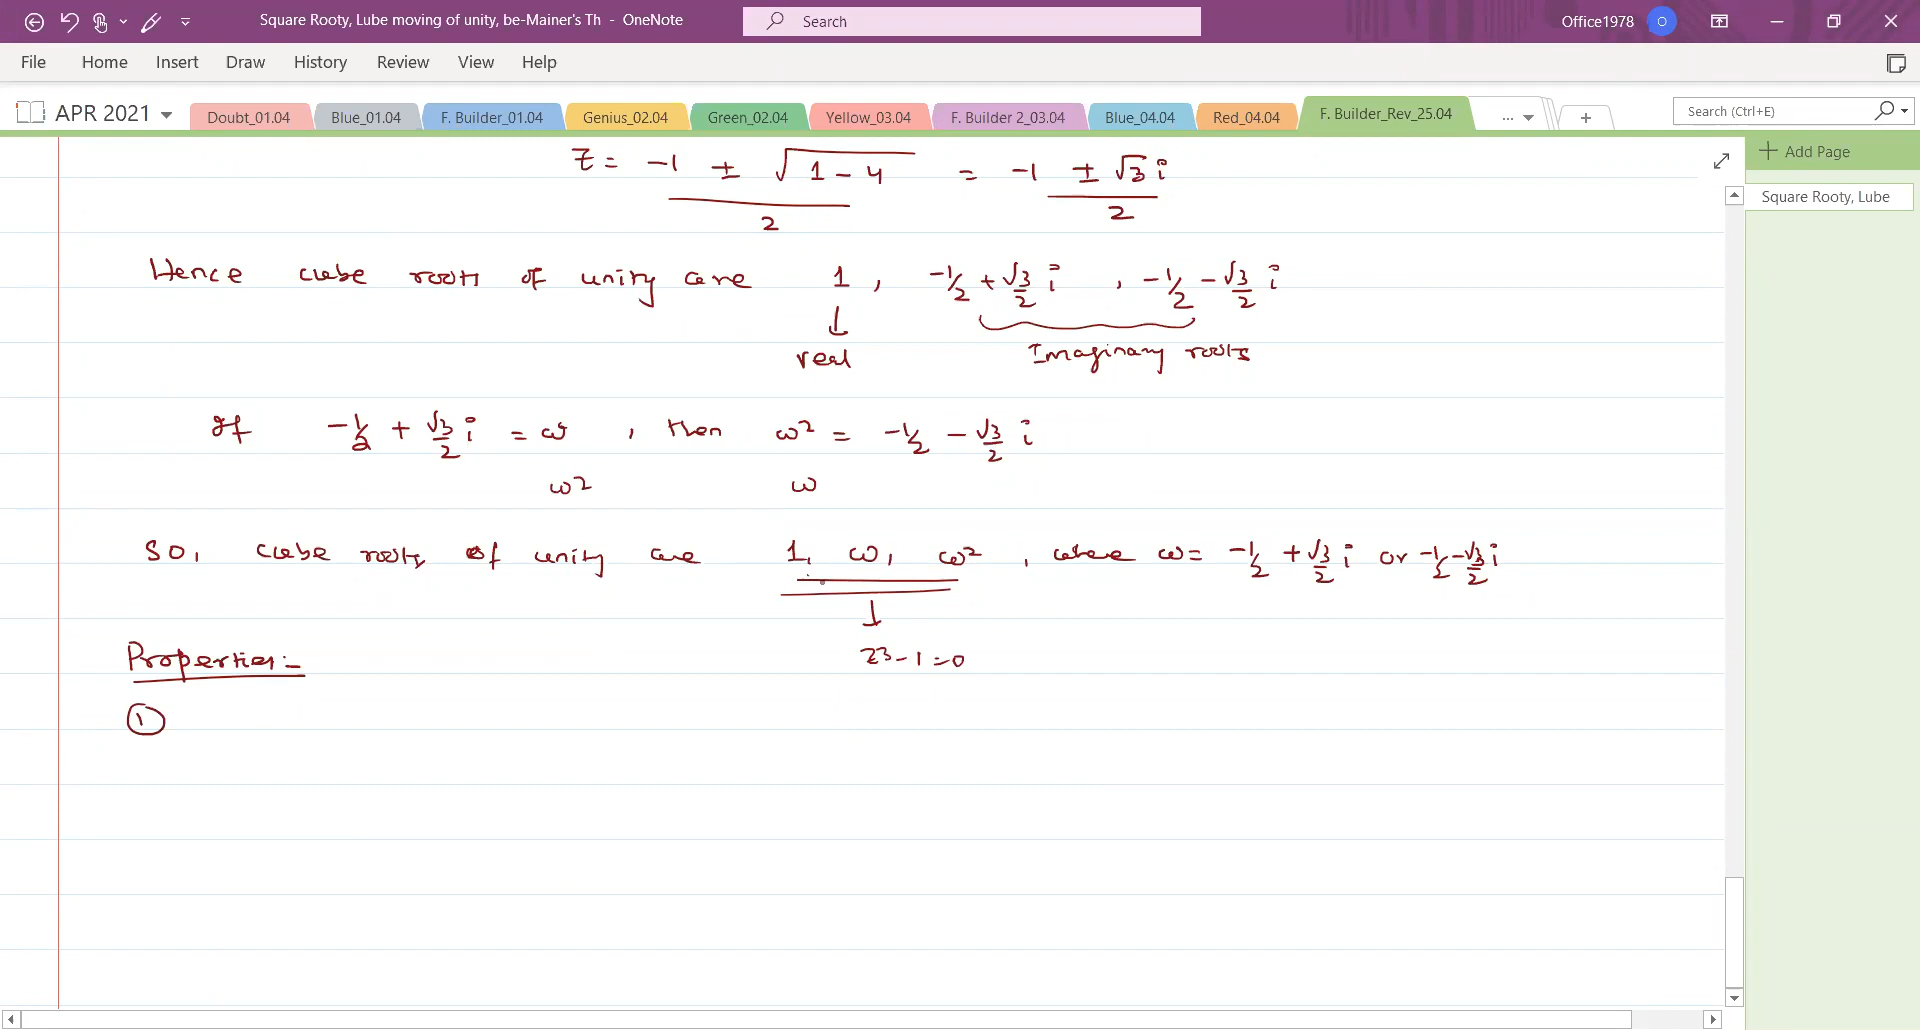 Square Rooty, Lube moving of unity, be-Mainer's Th - OneNote
Search
Office1978
O
File Home Insert Draw History Review View Help
APR 2021
Doubt_01.04 Blue_01.04 F. Builder_01.04 Genius_02.04 Green_02.04 Yellow_03.04 F. Builder 2_03.04 Blue_04.04 Red_04.04 F. Builder_Rev_25.04 ... +
Search (Ctrl+E)
+ Add Page
Square Rooty, Lube
z = (-1 ± √(1 - 4))/2 = (-1 ± √3 i)/2
Hence cube roots of unity are 1, -1/2 + √3/2 i , -1/2 - √3/2 i
↓
real
Imaginary roots
If -1/2 + √3/2 i = ω , then ω² = -1/2 - √3/2 i
ω² ω
So, cube roots of unity are 1, ω, ω² , where ω = -1/2 + √3/2 i or -1/2 - √3/2 i
↓
z³ - 1 = 0
Properties:-
①